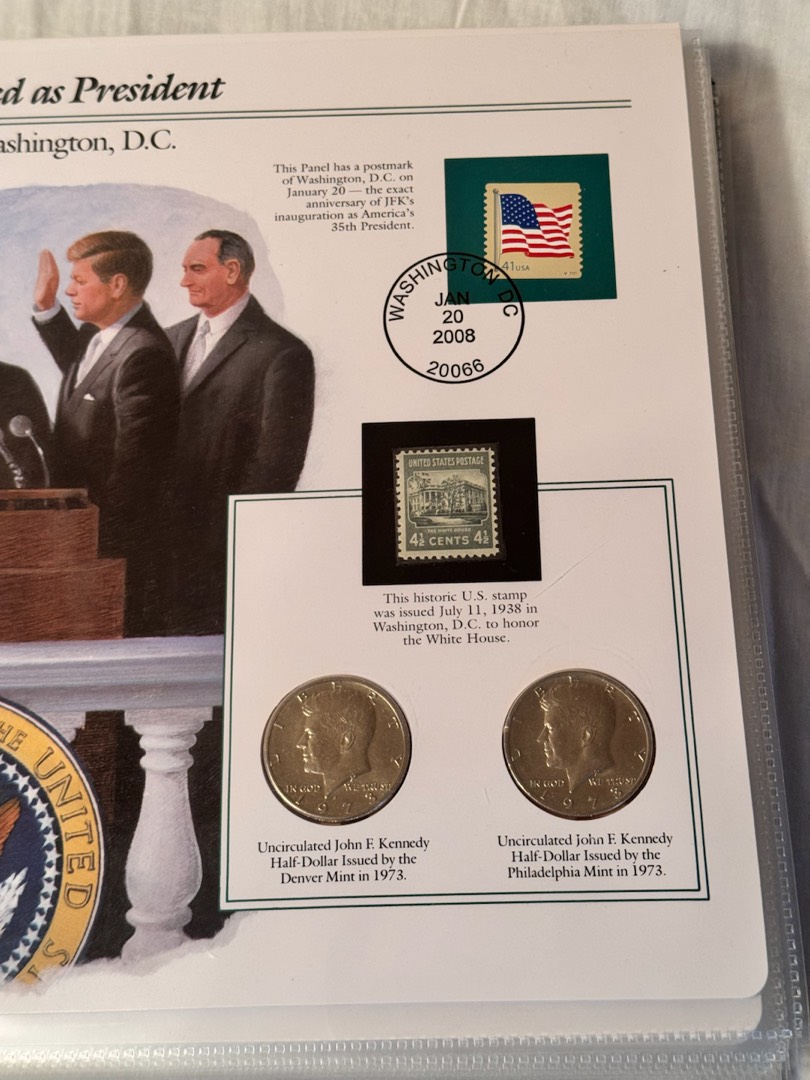 ed as President
ashington, D.C.
This Panel has a postmark
of Washington, D.C. on
January 20 — the exact
anniversary of JFK's
inauguration as America's
35th President.
41 USA
WASHINGTON DC
JAN
20
2008
20066
UNITED STATES POSTAGE
THE WHITE HOUSE
4½ CENTS 4½
This historic U.S. stamp
was issued July 11, 1938 in
Washington, D.C. to honor
the White House.
LIBERTY
IN GOD WE TRUST
1973
LIBERTY
IN GOD WE TRUST
1973
Uncirculated John F. Kennedy
Half-Dollar Issued by the
Denver Mint in 1973.
Uncirculated John F. Kennedy
Half-Dollar Issued by the
Philadelphia Mint in 1973.
THE UNITED ST